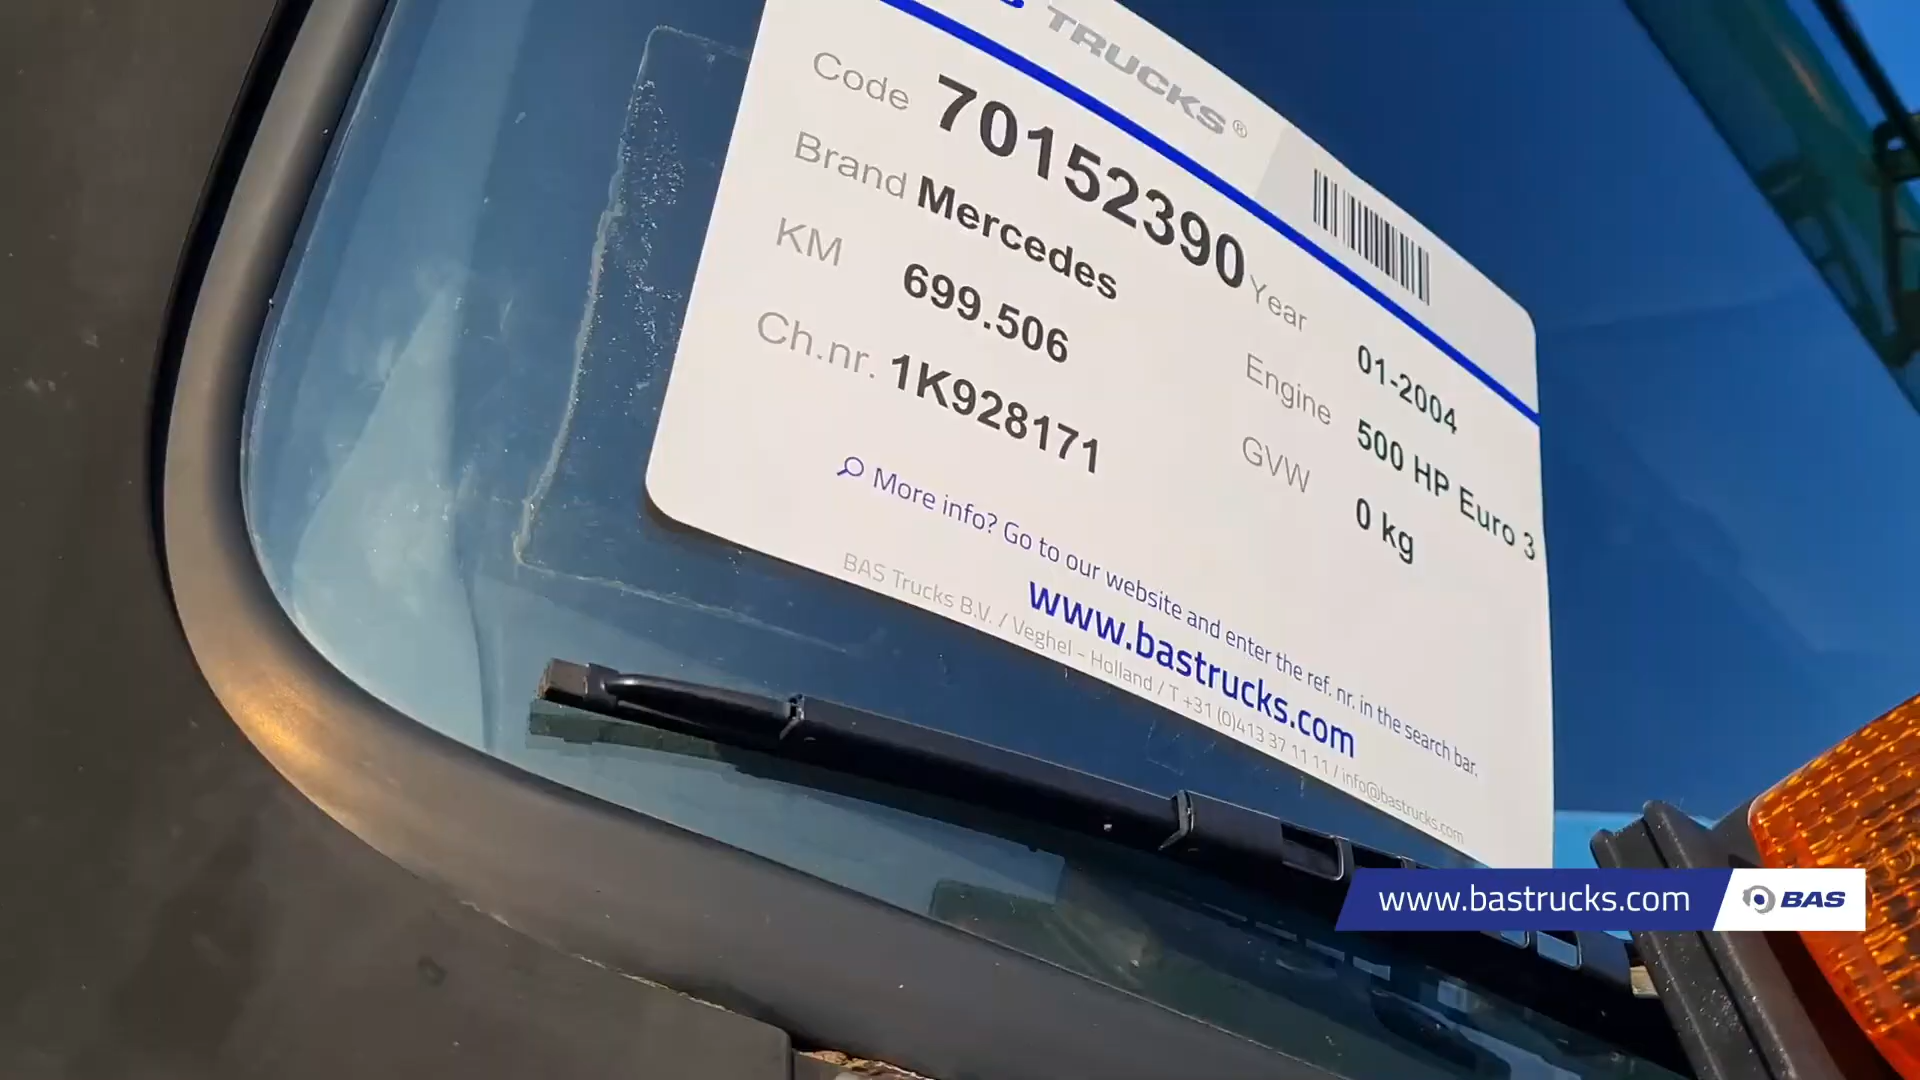 TRUCKS®
Code 70152390
Brand Mercedes
KM 699.506
Ch.nr. 1K928171
Year 01-2004
Engine 500 HP Euro 3
GVW 0 kg
More info? Go to our website and enter the ref. nr. in the search bar.
www.bastrucks.com
BAS Trucks B.V. / Veghel - Holland / T +31 (0)413 37 11 11 / info@bastrucks.com
www.bastrucks.com BAS